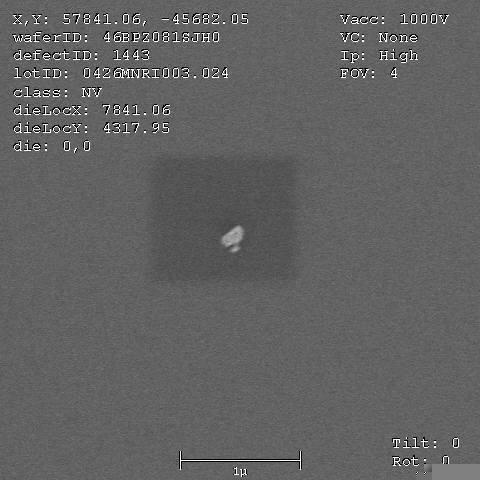 X,Y: 57841.06, -45682.05
waferID: 46BPZ081SJH0
defectID: 1443
lotID: 0426MNRI003.024
class: NV
dieLocX: 7841.06
dieLocY: 4317.95
die: 0,0
Vacc: 1000V
VC: None
Ip: High
FOV: 4
Tilt: 0
Rot: 0
1µ